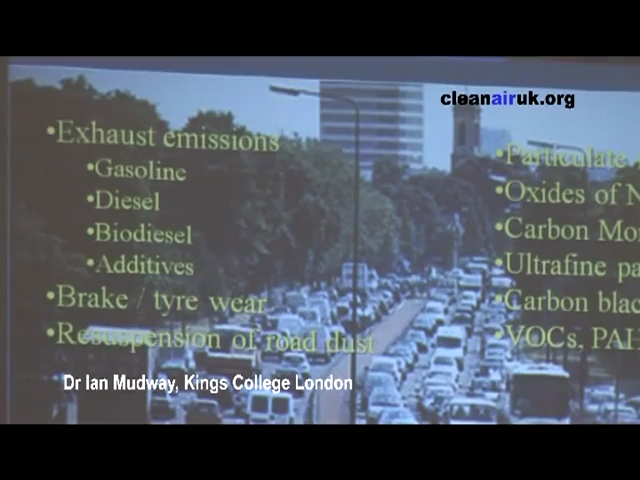 cleanairuk.org
•Exhaust emissions
•Gasoline
•Diesel
•Biodiesel
•Additives
•Brake / tyre wear
•Resuspension of road dust
•Particulate
•Oxides of N
•Carbon Mo
•Ultrafine pa
•Carbon blac
•VOCs, PAH
Dr Ian Mudway, Kings College London